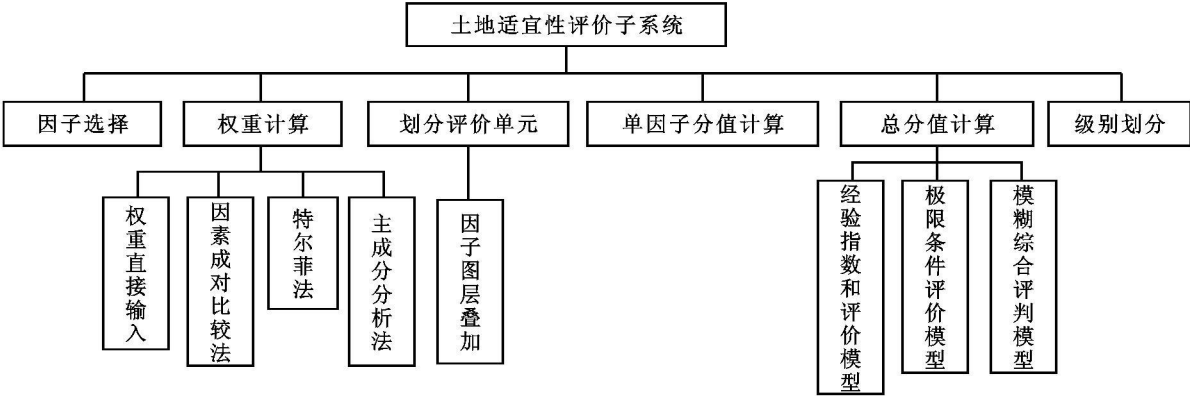 土地适宜性评价子系统
因子选择
权重计算
划分评价单元
单因子分值计算
总分值计算
级别划分
权重直接输入
因素成对比较法
特尔菲法
主成分分析法
因子图层叠加
经验指数和评价模型
极限条件评价模型
模糊综合评判模型